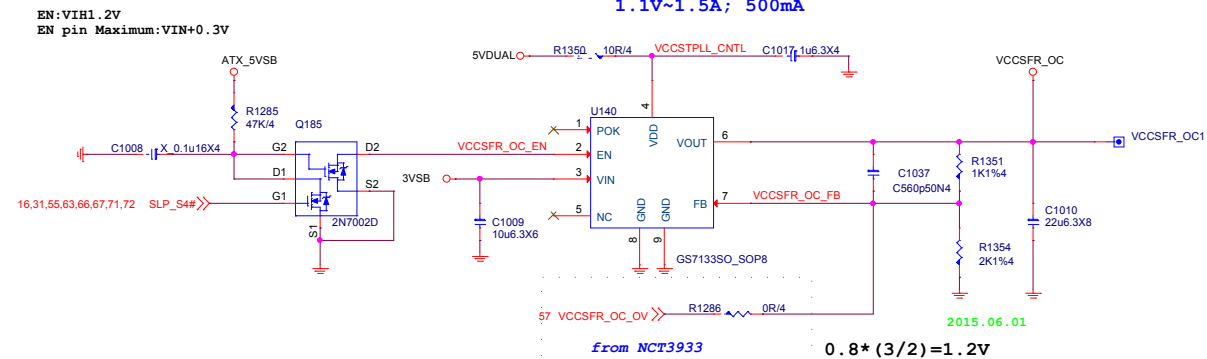 1.1V~1.5A; 500mA
EN:VIH1.2V
EN pin Maximum:VIN+0.3V
ATX_5VSB
5VDUAL
R1350
10R/4
VCCSTPLL_CNTL
C1017
1u6.3X4
VCCSFR_OC
R1285
47K/4
Q185
U140
4
VDD
C1008
X_0.1u16X4
G2
D2
VCCSFR_OC_EN
1
POK
2
EN
3
VIN
5
NC
VOUT
6
VCCSFR_OC1
R1351
1K1%4
C1037
C560p50N4
D1
S2
3VSB
16,31,55,63,66,67,71,72 SLP_S4#
G1
2N7002D
S1
C1009
10u6.3X6
GND
GND
FB
7
VCCSFR_OC_FB
8
9
GS7133SO_SOP8
C1010
22u6.3X8
R1354
2K1%4
57 VCCSFR_OC_OV
R1286
0R/4
2015.06.01
from NCT3933
0.8*(3/2)=1.2V